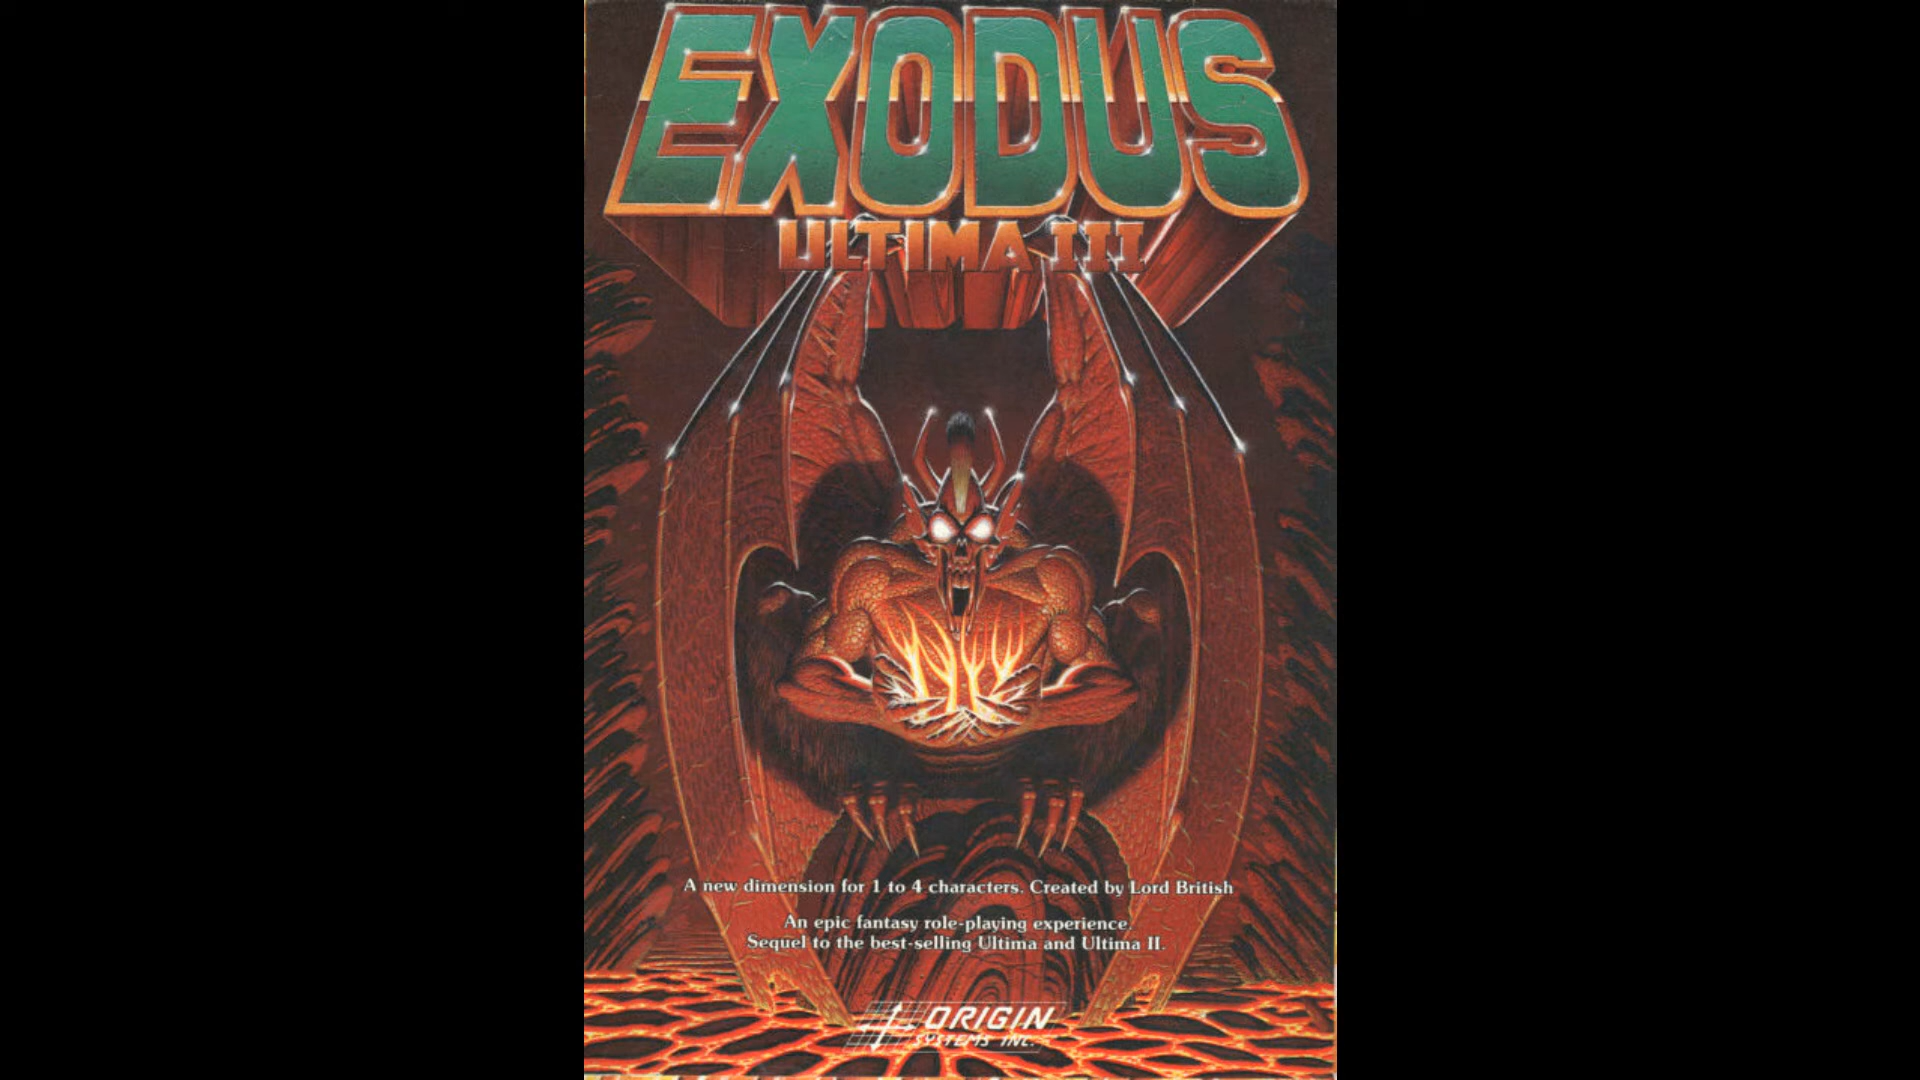 EXODUS
ULTIMA III
A new dimension for 1 to 4 characters. Created by Lord British
An epic fantasy role-playing experience.
Sequel to the best-selling Ultima and Ultima II.
ORIGIN
SYSTEMS INC.